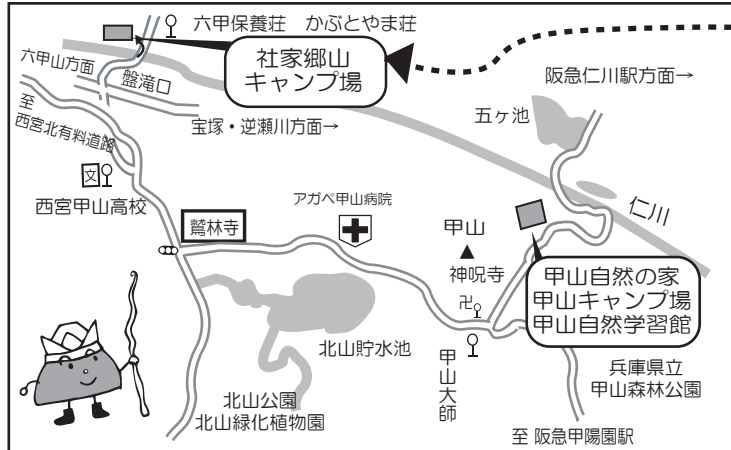 六甲保養荘　かぶとやま荘
六甲山方面
盤滝口
社家郷山
キャンプ場
阪急仁川駅方面→
至
西宮北有料道路
宝塚・逆瀬川方面→
五ヶ池
文
西宮甲山高校
アガペ甲山病院
仁川
鷲林寺
甲山
神呪寺
卍
甲山自然の家
甲山キャンプ場
甲山自然学習館
北山貯水池
甲山大師
兵庫県立
甲山森林公園
北山公園
北山緑化植物園
至 阪急甲陽園駅